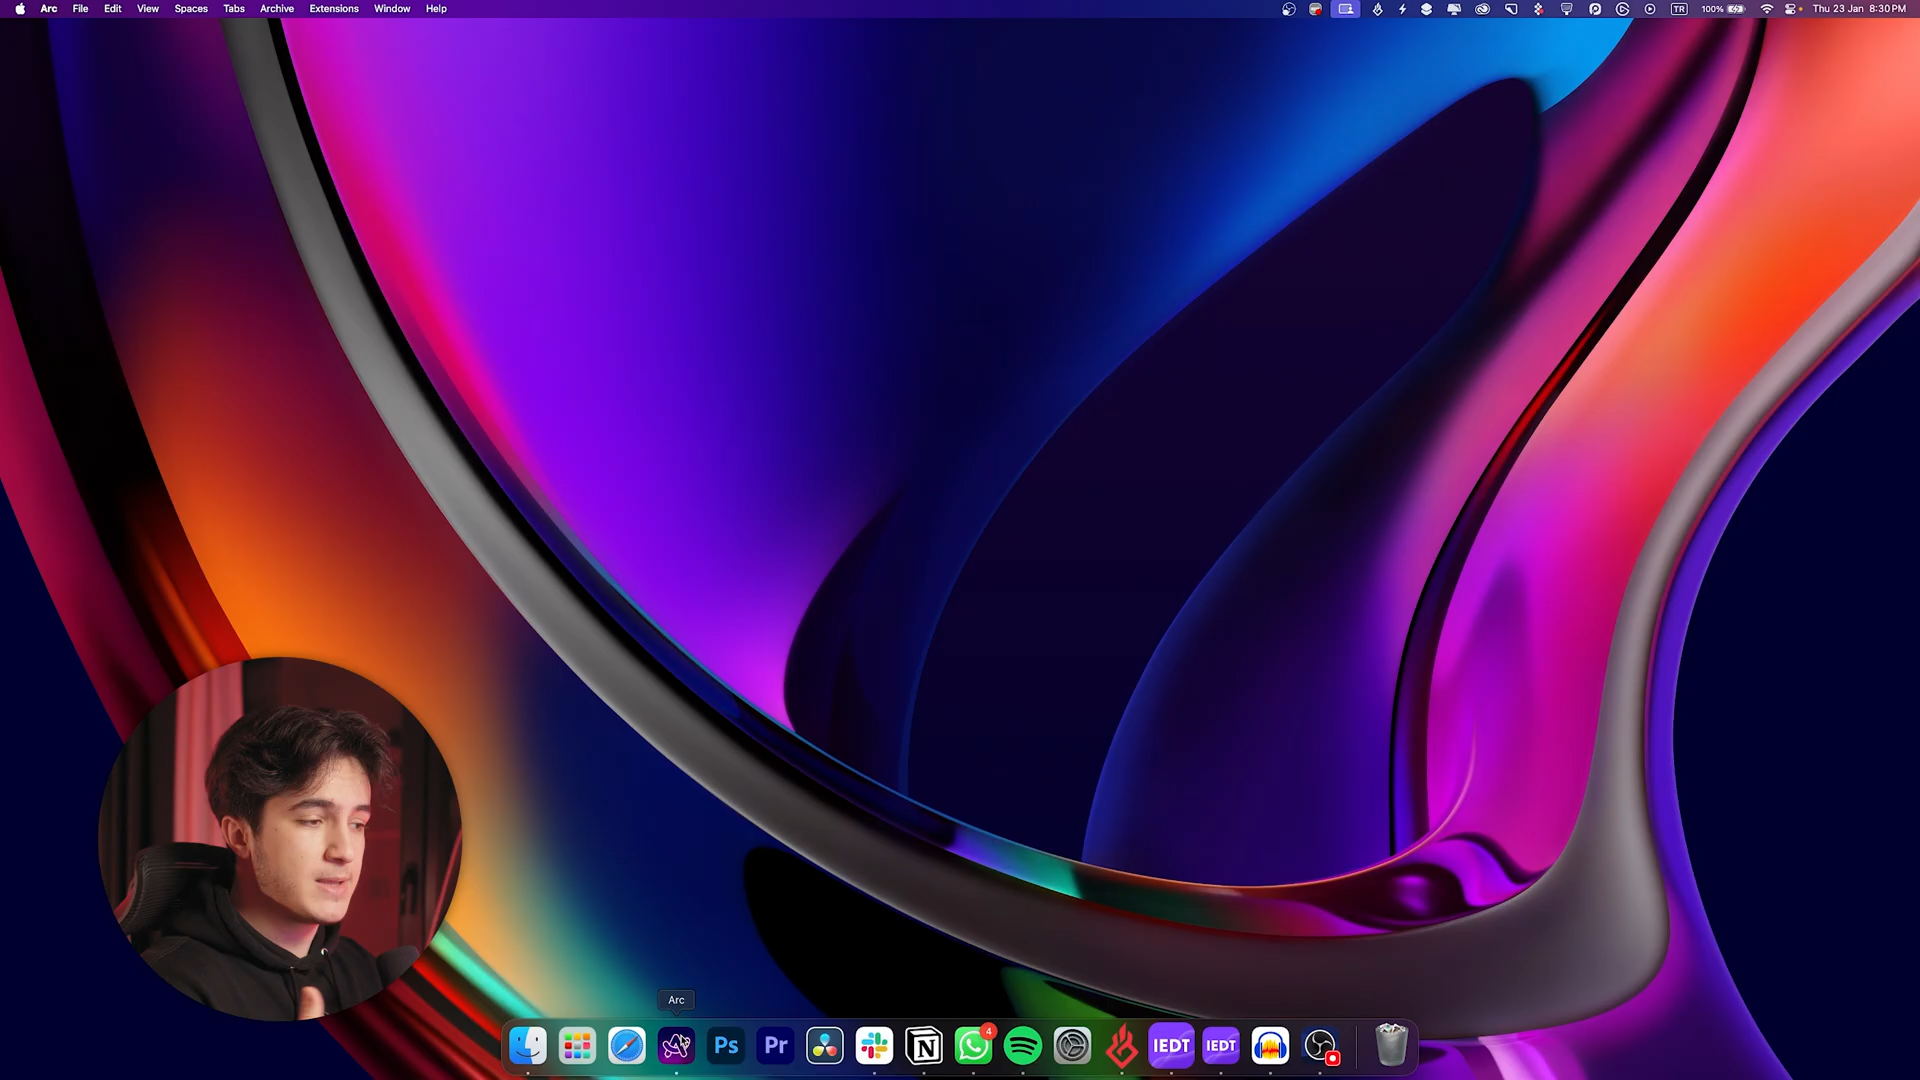 Arc File Edit View Spaces Tabs Archive Extensions Window Help
TR 100% Thu 23 Jan 8:30 PM
Arc
Ps Pr N 4 IEDT IEDT